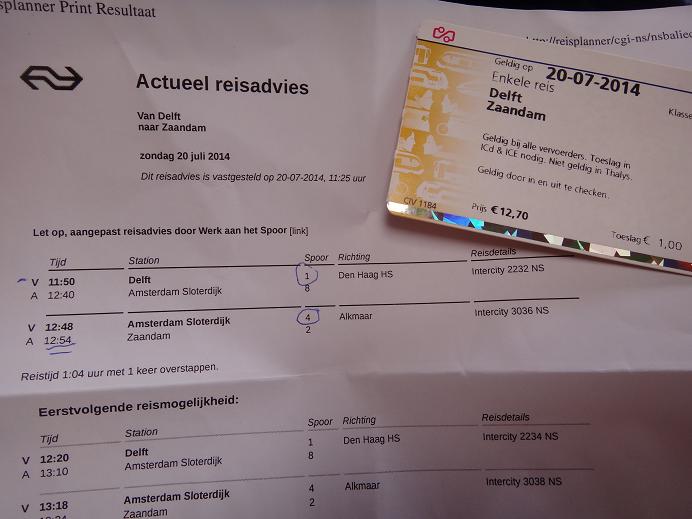 splanner Print Resultaat
//reisplanner/cgi-ns/nsbaliec
Actueel reisadvies
Van Delft
naar Zaandam
zondag 20 juli 2014
Dit reisadvies is vastgesteld op 20-07-2014, 11:25 uur
Geldig op 20-07-2014
Enkele reis
Delft
Zaandam
Klasse
Geldig bij alle vervoerders. Toeslag in
ICd & ICE nodig. Niet geldig in Thalys.
Geldig door in en uit te checken.
CIV 1184
Prijs € 12,70
Toeslag € 1,00
Let op, aangepast reisadvies door Werk aan het Spoor [link]
Tijd Station Spoor Richting Reisdetails
V 11:50 Delft 1 Den Haag HS Intercity 2232 NS
A 12:40 Amsterdam Sloterdijk 8
V 12:48 Amsterdam Sloterdijk 4 Alkmaar Intercity 3036 NS
A 12:54 Zaandam 2
Reistijd 1:04 uur met 1 keer overstappen.
Eerstvolgende reismogelijkheid:
Tijd Station Spoor Richting Reisdetails
V 12:20 Delft 1 Den Haag HS Intercity 2234 NS
A 13:10 Amsterdam Sloterdijk 8
V 13:18 Amsterdam Sloterdijk 4 Alkmaar Intercity 3038 NS
Zaandam 2